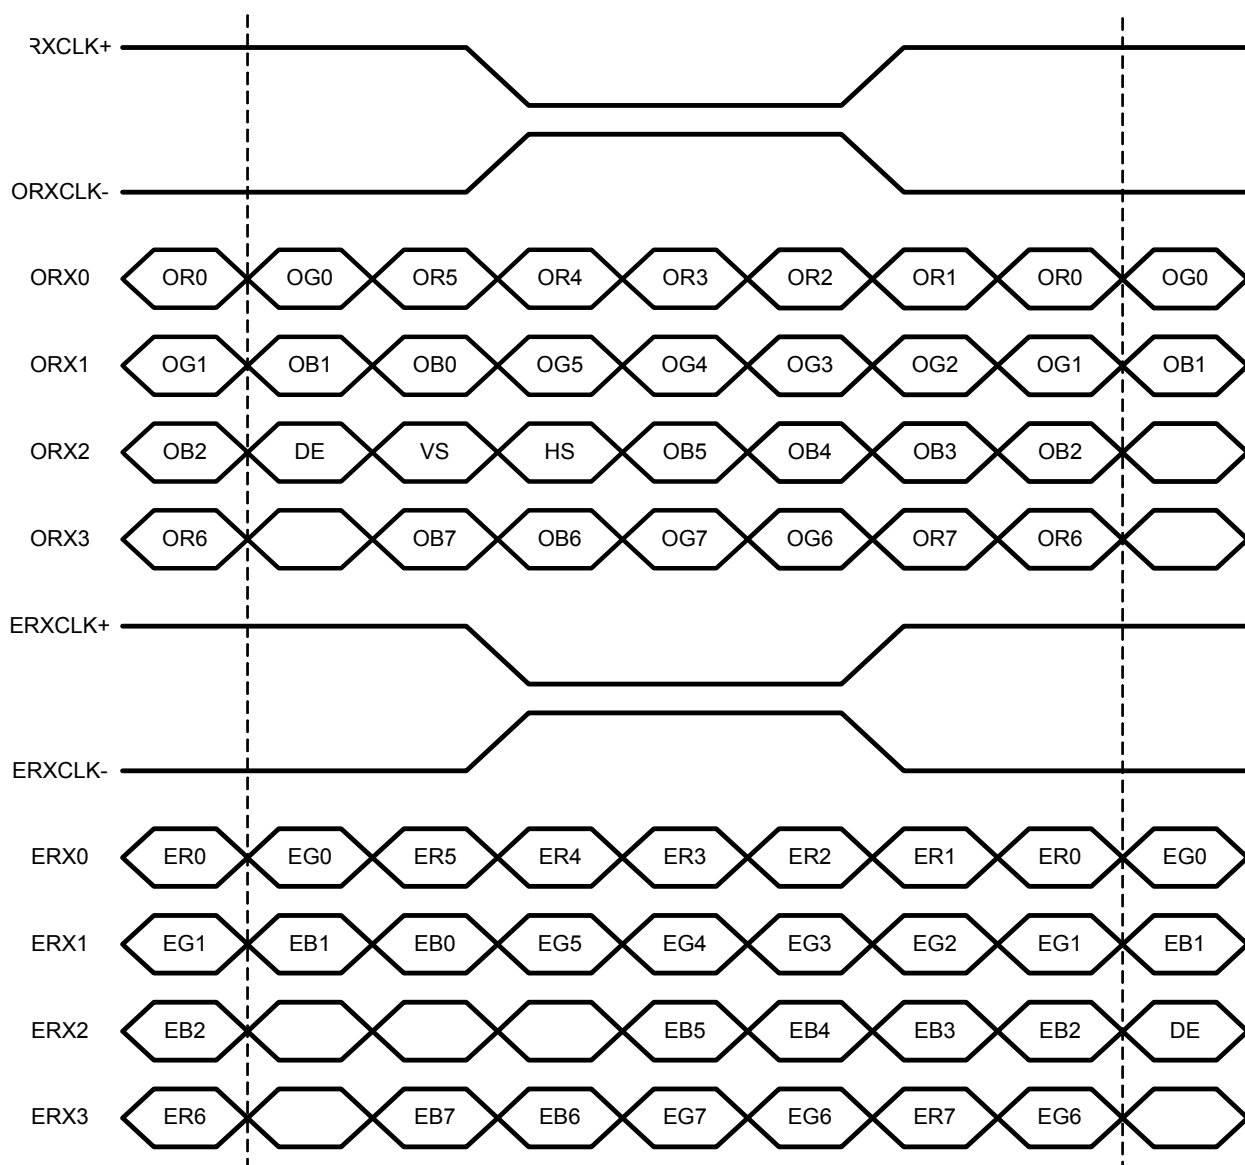 RXCLK+
ORXCLK-
ORX0 OR0 OG0 OR5 OR4 OR3 OR2 OR1 OR0 OG0
ORX1 OG1 OB1 OB0 OG5 OG4 OG3 OG2 OG1 OB1
ORX2 OB2 DE VS HS OB5 OB4 OB3 OB2
ORX3 OR6 OB7 OB6 OG7 OG6 OR7 OR6
ERXCLK+
ERXCLK-
ERX0 ER0 EG0 ER5 ER4 ER3 ER2 ER1 ER0 EG0
ERX1 EG1 EB1 EB0 EG5 EG4 EG3 EG2 EG1 EB1
ERX2 EB2 EB5 EB4 EB3 EB2 DE
ERX3 ER6 EB7 EB6 EG7 EG6 ER7 EG6